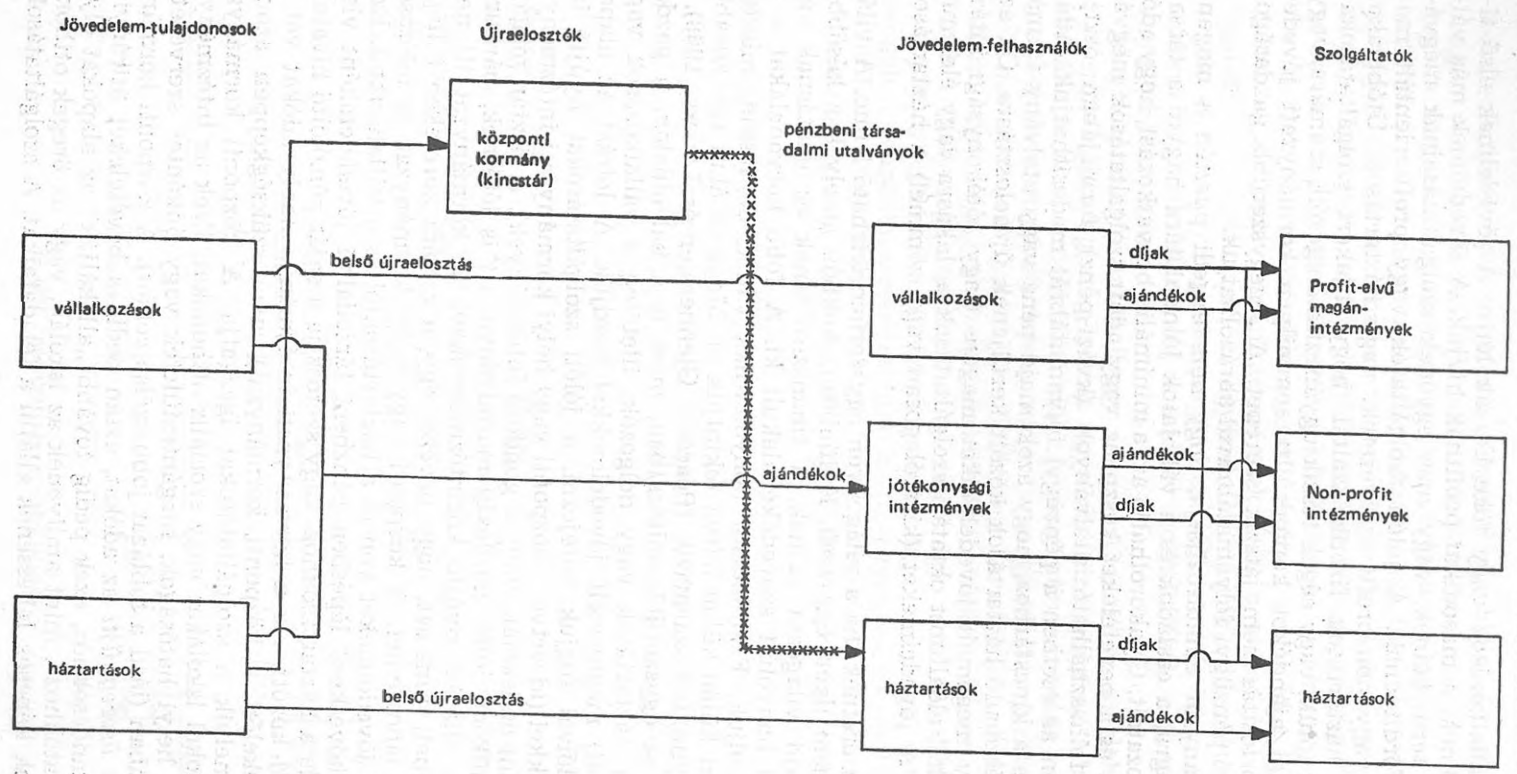 Jövedelem-tulajdonosok
Újraelosztók
Jövedelem-felhasználók
Szolgáltatók
központi
kormány
(kincstár)
pénzbeni társa-
dalmi utalványok
vállalkozások
belső újraelosztás
vállalkozások
díjak
ajándékok
Profit-elvű
magán-
intézmények
ajándékok
jótékonysági
intézmények
ajándékok
díjak
Non-profit
intézmények
háztartások
belső újraelosztás
háztartások
díjak
ajándékok
háztartások